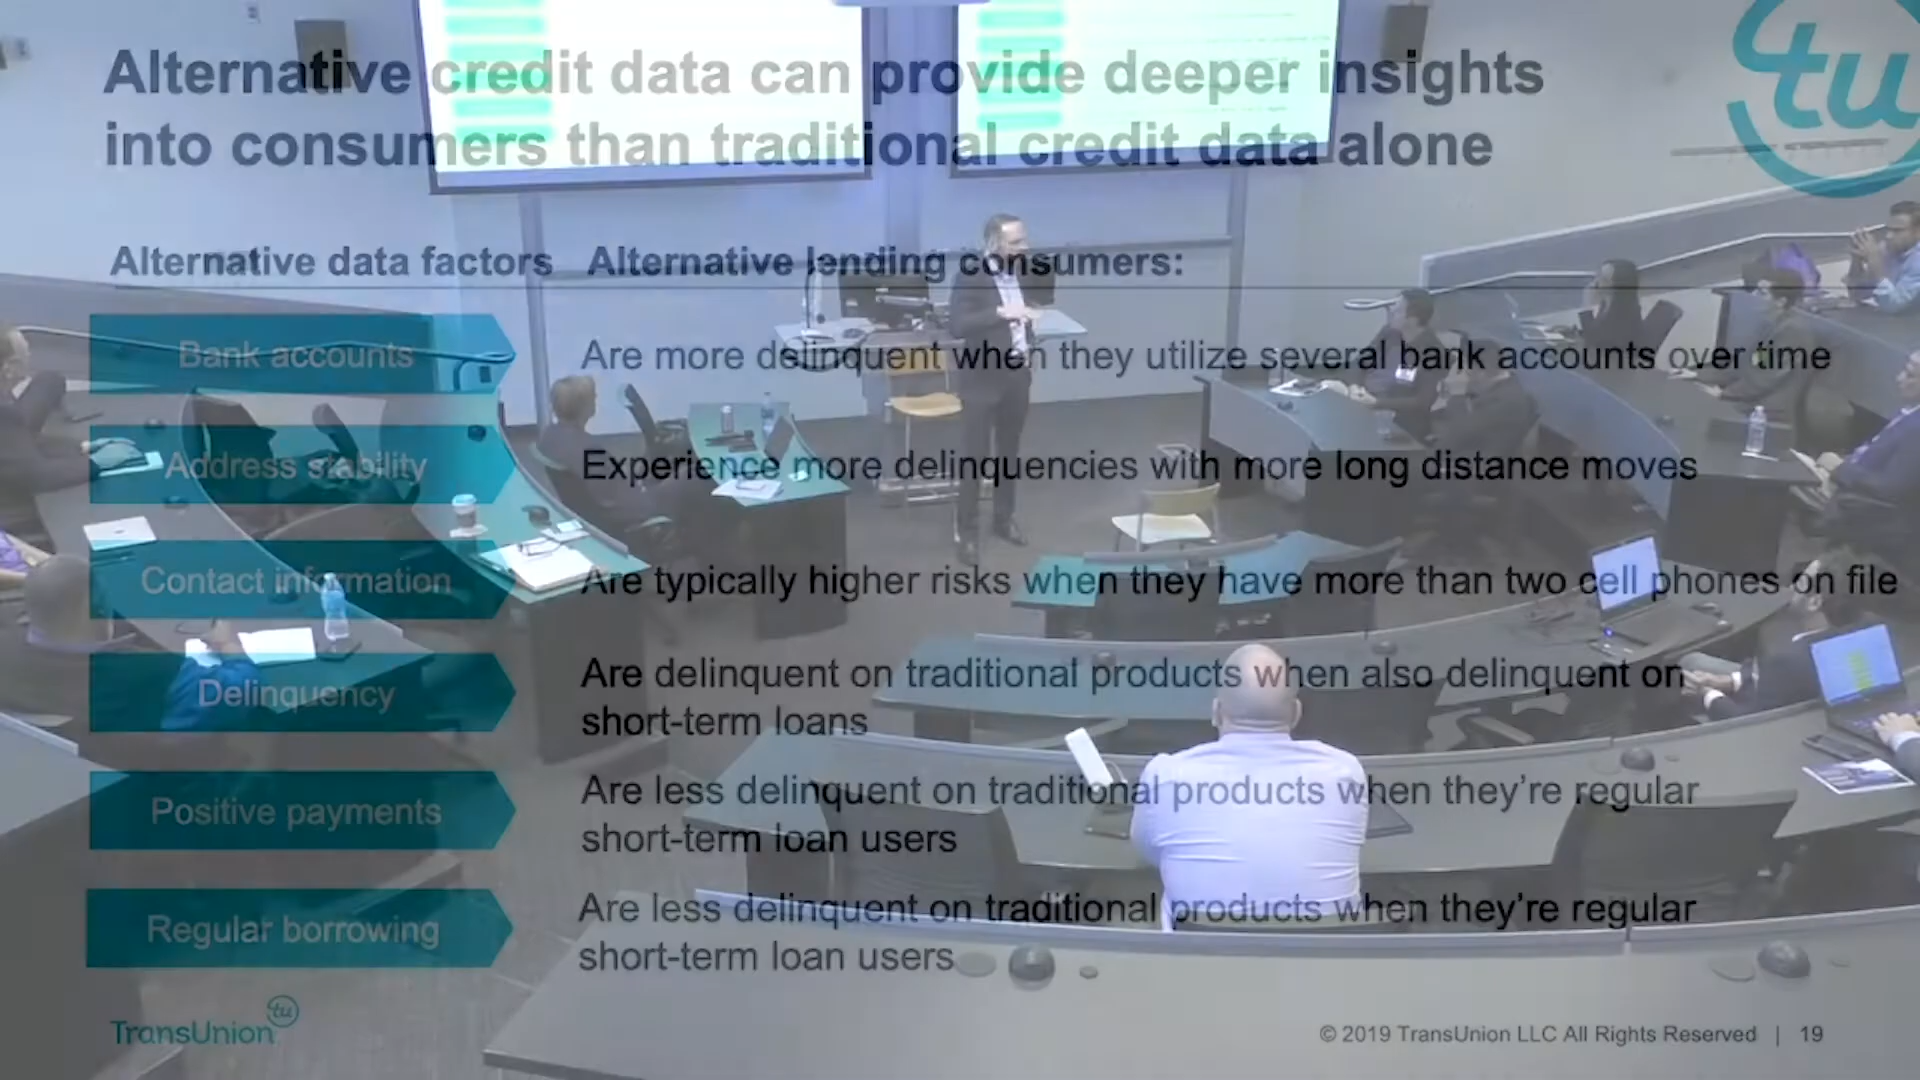 Alternative credit data can provide deeper insights
into consumers than traditional credit data alone
tu
Alternative data factors Alternative lending consumers:
Bank accounts Are more delinquent when they utilize several bank accounts over time
Address stability Experience more delinquencies with more long distance moves
Contact information Are typically higher risks when they have more than two cell phones on file
Delinquency Are delinquent on traditional products when also delinquent on
short-term loans
Positive payments Are less delinquent on traditional products when they're regular
short-term loan users
Regular borrowing Are less delinquent on traditional products when they’re regular
short-term loan users
TransUnion tu
© 2019 TransUnion LLC All Rights Reserved | 19